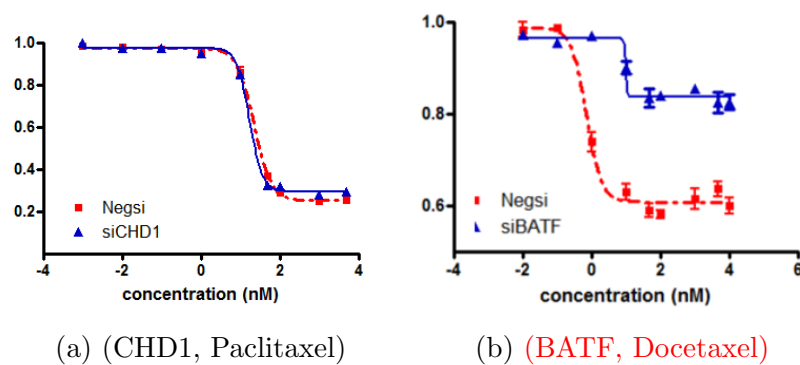 1.0
0.8
0.6
0.4
0.2
Negsi
siCHD1
-4 -2 0 2 4
concentration (nM)
(a) (CHD1, Paclitaxel)
1.0
0.8
0.6
Negsi
siBATF
-4 -2 0 2 4
concentration (nM)
(b) (BATF, Docetaxel)